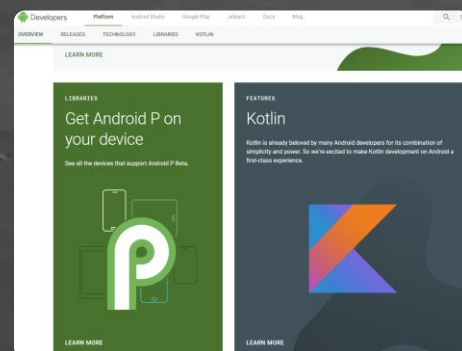 Developers Platform Android Studio Google Play Jetpack Docs Blog
OVERVIEW RELEASES TECHNOLOGY LIBRARIES KOTLIN
LEARN MORE
LIBRARIES
Get Android P on
your device
See all the devices that support Android P Beta.
LEARN MORE
FEATURES
Kotlin
Kotlin is already beloved by many Android developers for its combination of
simplicity and power. So we're excited to make Kotlin development on Android a
first-class experience.
LEARN MORE